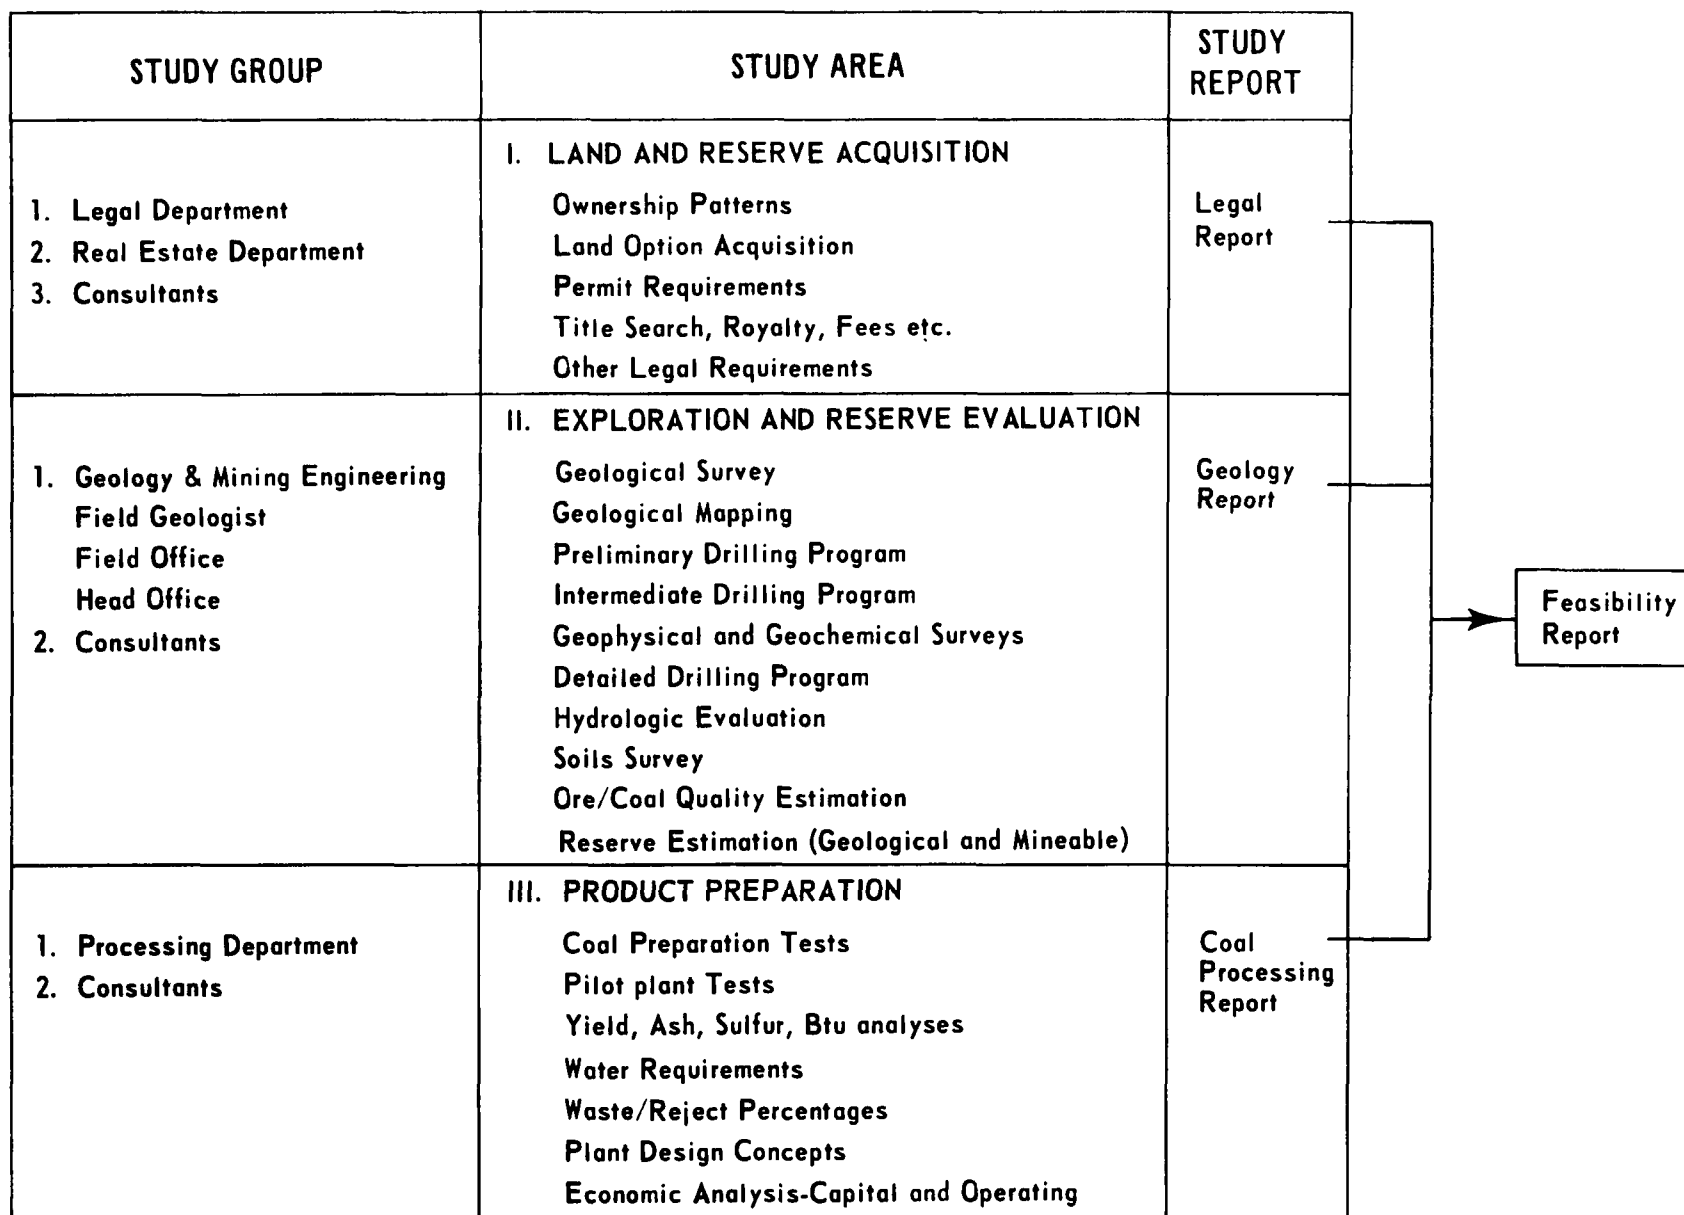 STUDY GROUP
STUDY AREA
STUDY
REPORT
1. Legal Department
2. Real Estate Department
3. Consultants
I. LAND AND RESERVE ACQUISITION
Ownership Patterns
Land Option Acquisition
Permit Requirements
Title Search, Royalty, Fees etc.
Other Legal Requirements
Legal
Report
1. Geology & Mining Engineering
Field Geologist
Field Office
Head Office
2. Consultants
II. EXPLORATION AND RESERVE EVALUATION
Geological Survey
Geological Mapping
Preliminary Drilling Program
Intermediate Drilling Program
Geophysical and Geochemical Surveys
Detailed Drilling Program
Hydrologic Evaluation
Soils Survey
Ore/Coal Quality Estimation
Reserve Estimation (Geological and Mineable)
Geology
Report
1. Processing Department
2. Consultants
III. PRODUCT PREPARATION
Coal Preparation Tests
Pilot plant Tests
Yield, Ash, Sulfur, Btu analyses
Water Requirements
Waste/Reject Percentages
Plant Design Concepts
Economic Analysis-Capital and Operating
Coal
Processing
Report
Feasibility
Report